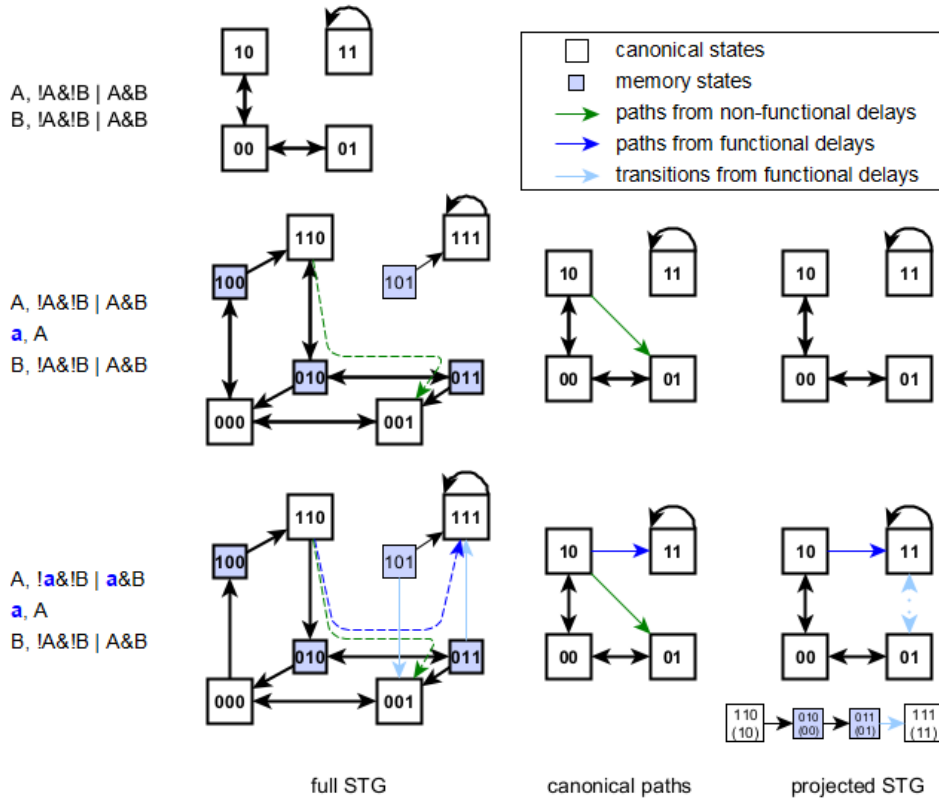 10 11
canonical states
A, !A&!B | A&B
memory states
B, !A&!B | A&B
paths from non-functional delays
00 01
paths from functional delays
transitions from functional delays
110 111
100 101
10 11 10 11
A, !A&!B | A&B
a, A
B, !A&!B | A&B
010 011
00 01 00 01
000 001
110 111
100 101
10 11 10 11
A, !a&!B | a&B
a, A
B, !A&!B | A&B
010 011
00 01 00 01
000 001
110 010 011 111
(10) (00) (01) (11)
full STG canonical paths projected STG